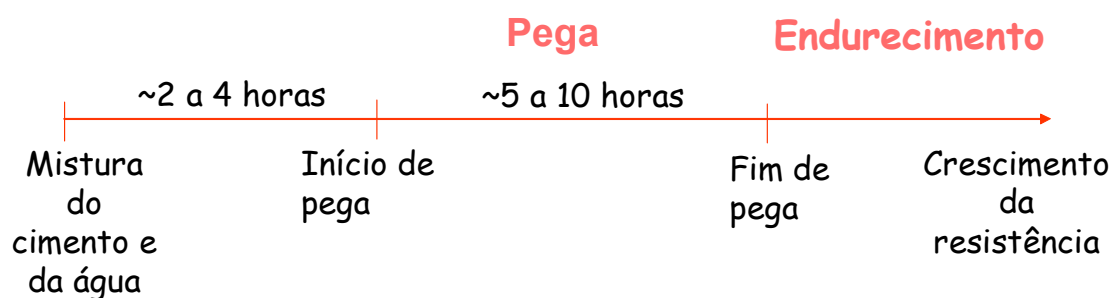 Pega
Endurecimento
~2 a 4 horas
~5 a 10 horas
Mistura
do
cimento e
da água
Início de
pega
Fim de
pega
Crescimento
da
resistência